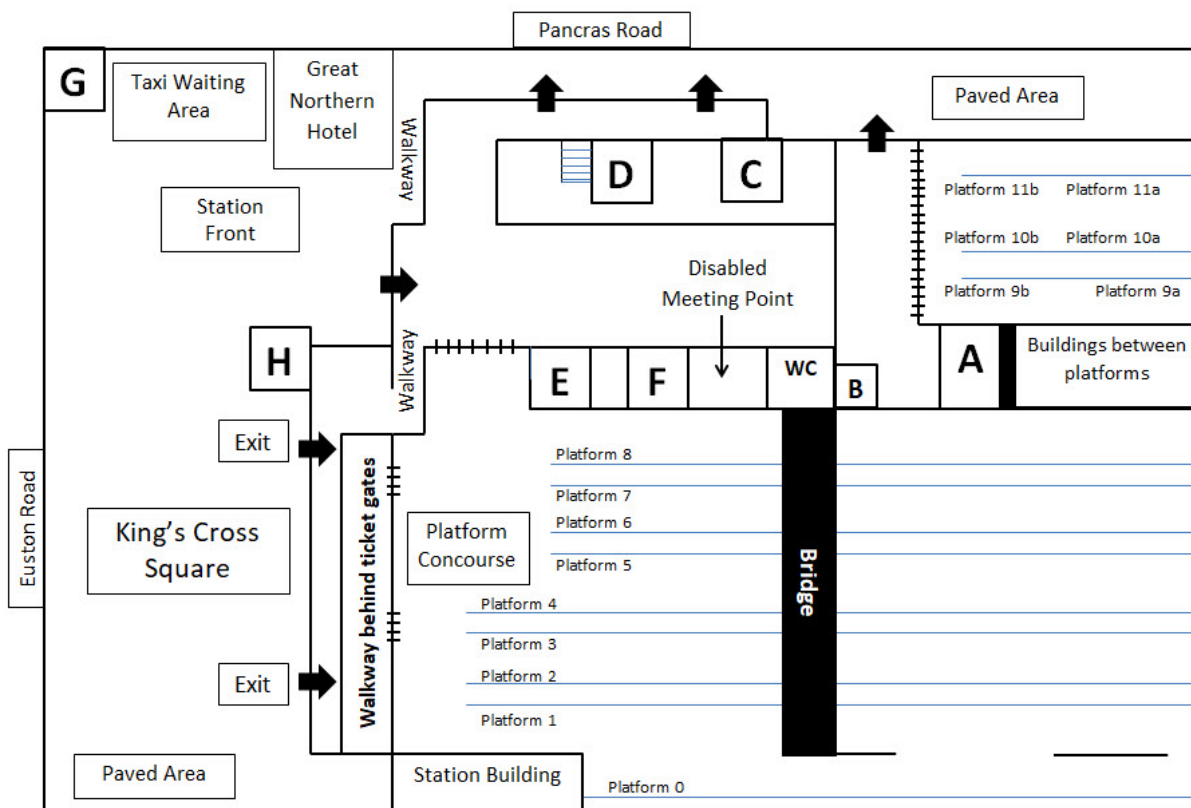 Pancras Road
G
Taxi Waiting
Area
Great
Northern
Hotel
Walkway
Paved Area
D
C
Platform 11b
Platform 11a
Station
Front
Platform 10b
Platform 10a
Disabled
Meeting Point
Platform 9b
Platform 9a
H
Walkway
E
F
WC
B
A
Buildings between
platforms
Exit
Platform 8
Platform 7
Euston Road
King's Cross
Square
Walkway behind ticket gates
Platform
Concourse
Platform 6
Platform 5
Bridge
Platform 4
Platform 3
Exit
Platform 2
Platform 1
Paved Area
Station Building
Platform 0